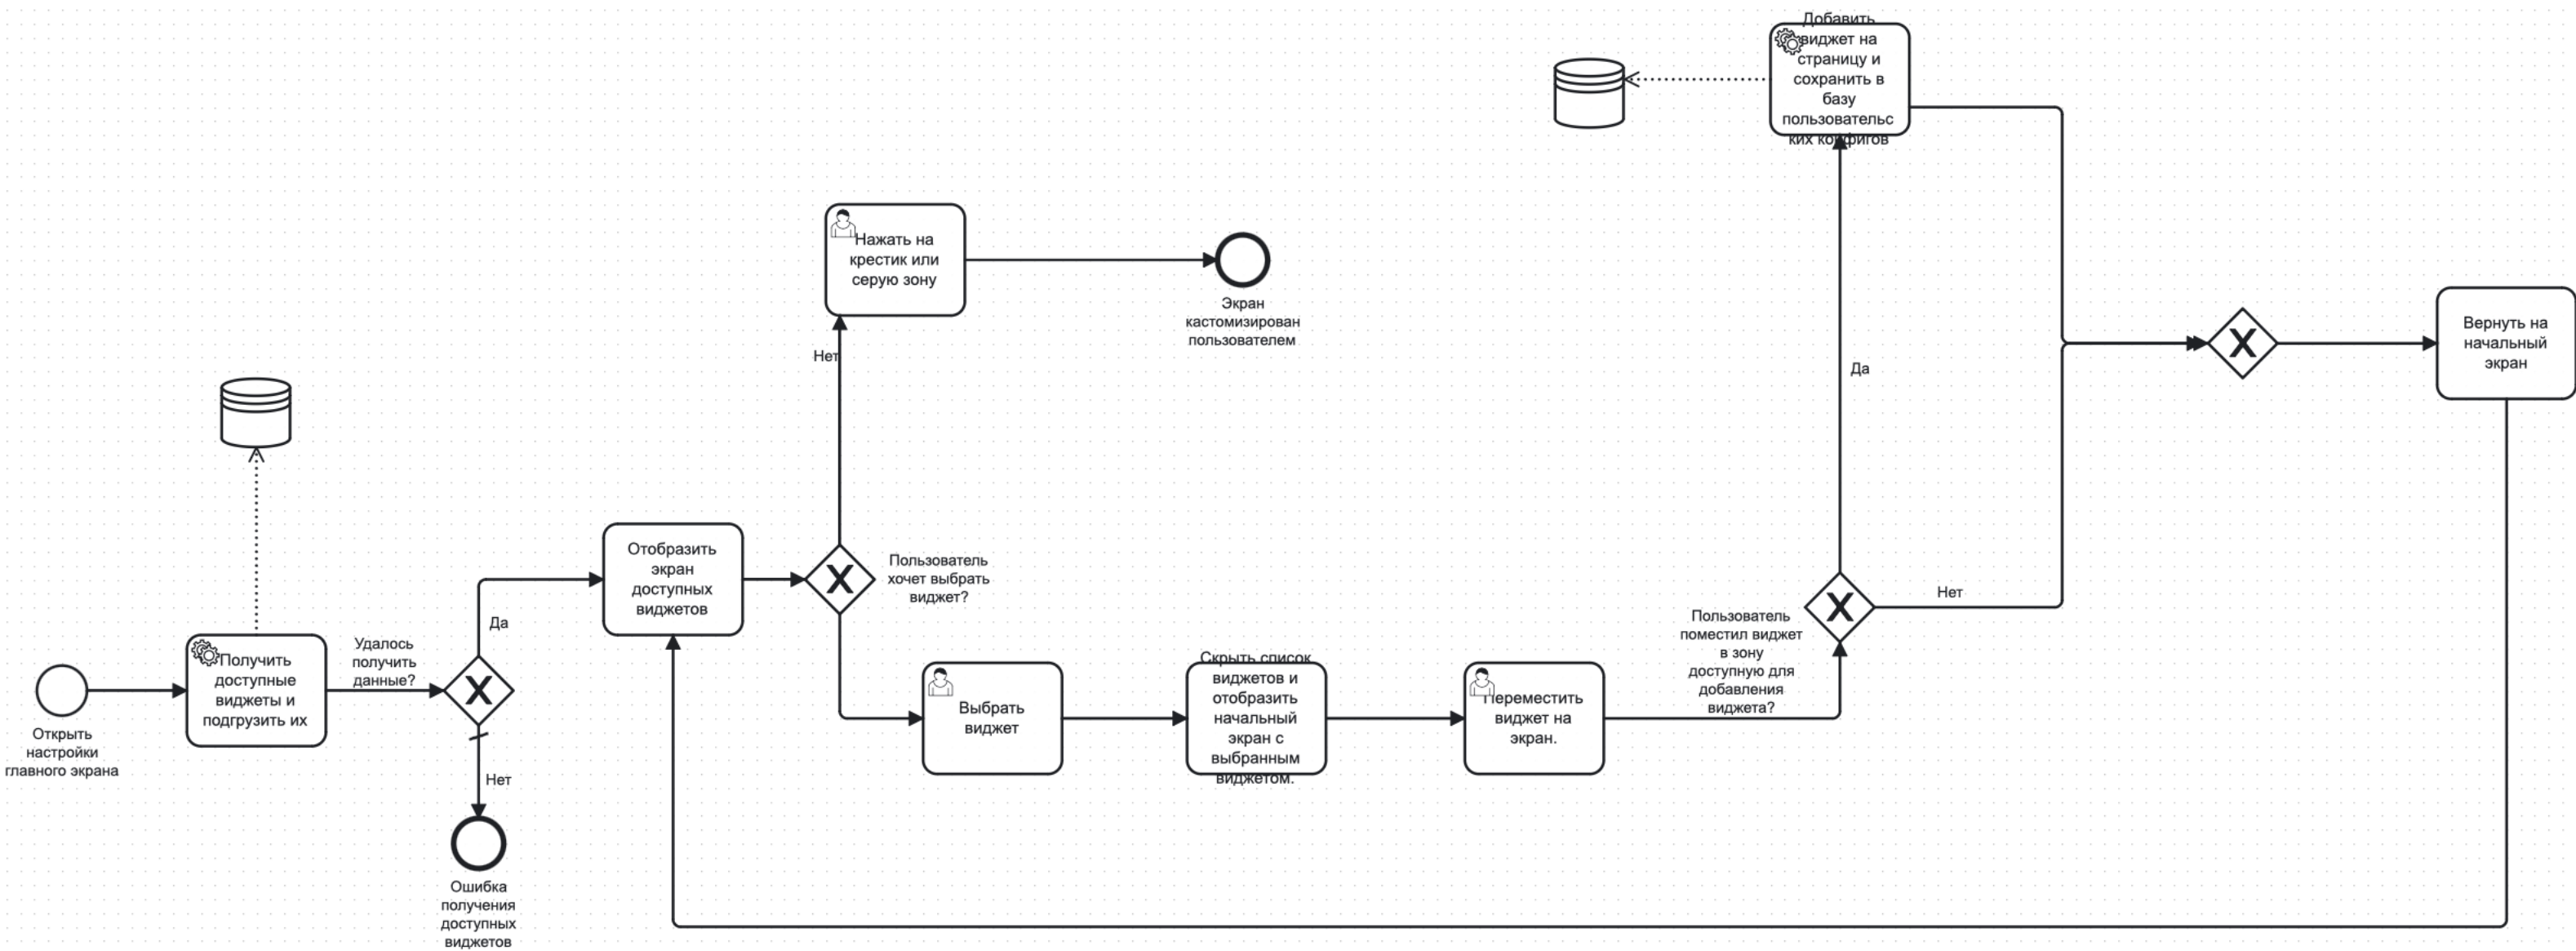 Добавить
виджет на
страницу и
сохранить в
базу
пользовательс
ких конфигов
Нажать на
крестик или
серую зону
Экран
кастомизирован
пользователем
Нет
Да
Вернуть на
начальный
экран
Отобразить
экран
доступных
виджетов
Пользователь
хочет выбрать
виджет?
Нет
Пользователь
поместил виджет
в зону
доступную для
добавления
виджета?
Да
Удалось
получить
данные?
Получить
доступные
виджеты и
подгрузить их
Открыть
настройки
главного экрана
Выбрать
виджет
Скрыть список
виджетов и
отобразить
начальный
экран с
выбранным
виджетом.
Переместить
виджет на
экран.
Нет
Ошибка
получения
доступных
виджетов